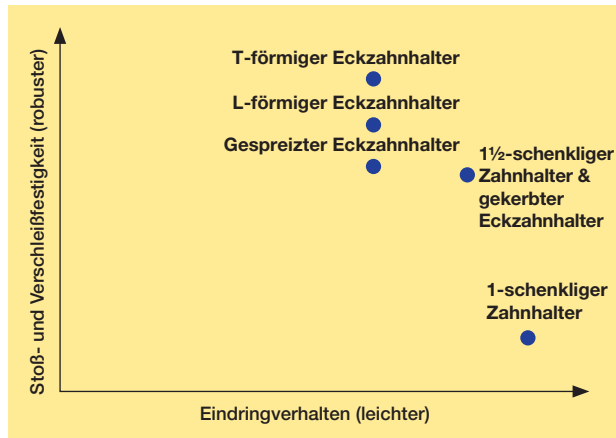 T-förmiger Eckzahnhalter
L-förmiger Eckzahnhalter
Gespreizter Eckzahnhalter
1½-schenkliger
Zahnhalter &
gekerbter
Eckzahnhalter
1-schenkliger
Zahnhalter
Stoß- und Verschleißfestigkeit (robuster)
Eindringverhalten (leichter)